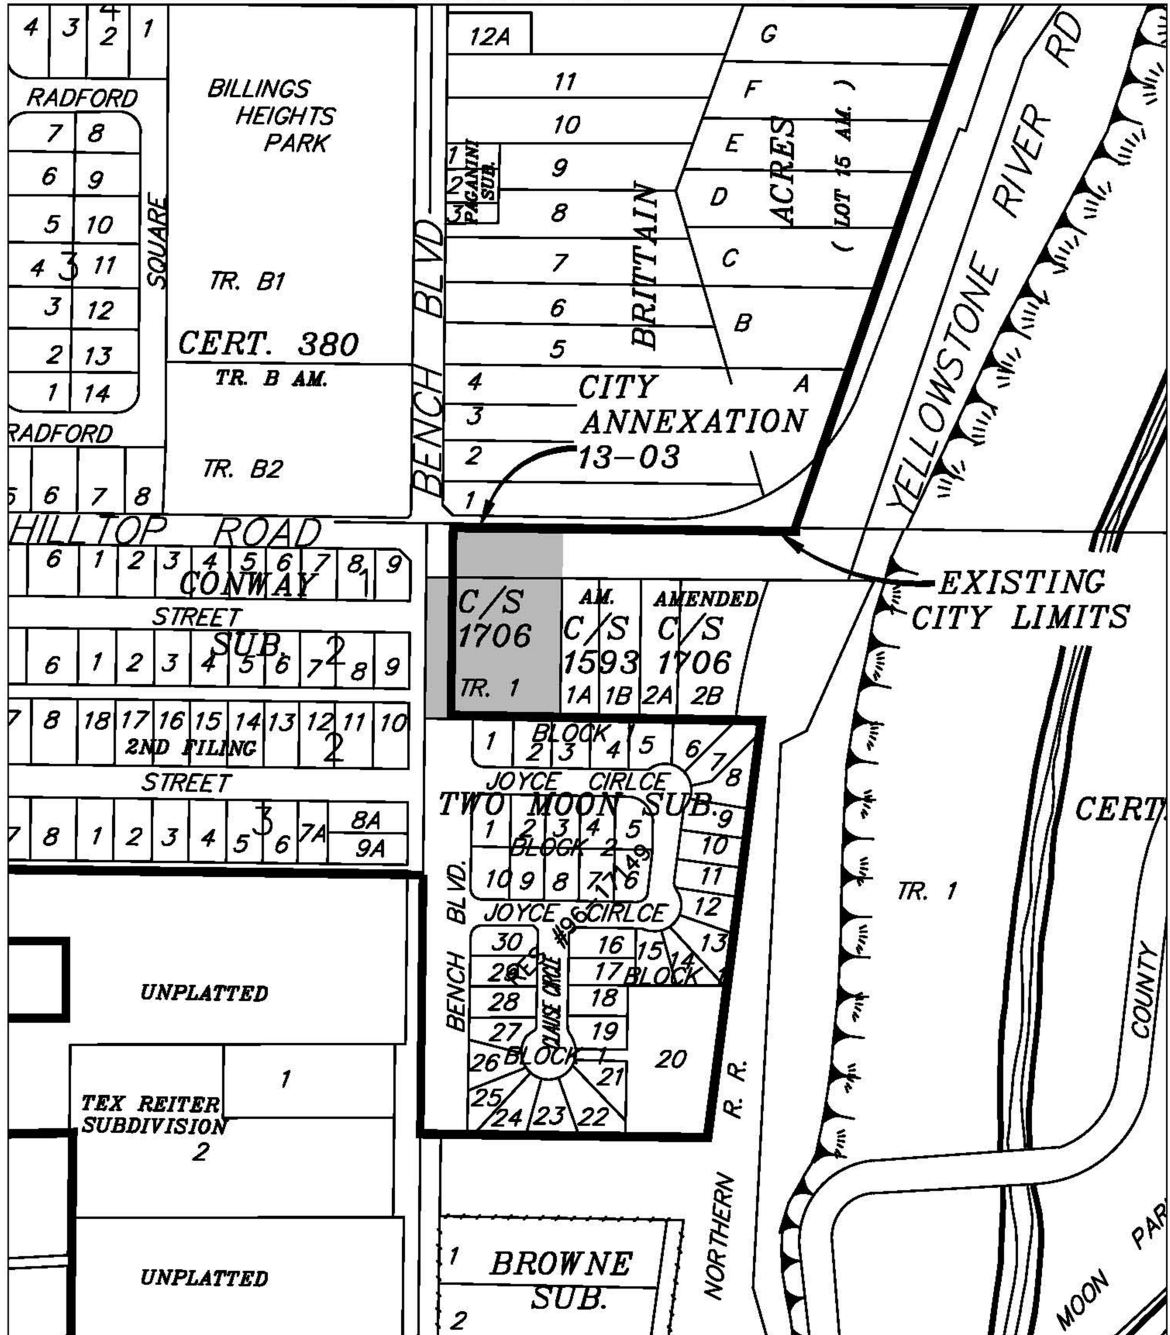 4 3 4 2 1
RADFORD
7 8
6 9
5 10
4 3 11
3 12
2 13
1 14
SQUARE
RADFORD
6 7 8
BILLINGS
HEIGHTS
PARK
TR. B1
CERT. 380
TR. B AM.
TR. B2
BENCH BLVD
12A
11
10
9
8
7
6
5
4
3
2
1
1
2
3
PAGANINI
SUB.
BRITTAIN
ACRES
( LOT 15 AM. )
G
F
E
D
C
B
A
CITY
ANNEXATION
13-03
YELLOWSTONE RIVER RD
HILLTOP ROAD
6 1 2 3 4 5 6 7 8 9
CONWAY 1
STREET
SUB. 2
6 1 2 3 4 5 6 7 8 9
7 8 18 17 16 15 14 13 12 11 10
2ND FILING 2
STREET
7 8 1 2 3 4 5 3 6 7A 8A
9A
C/S
1706
TR. 1
AM.
C/S
1593
1A 1B
AMENDED
C/S
1706
2A 2B
EXISTING
CITY LIMITS
BLOCK 1
1 2 3 4 5 6 7 8
9
10
11
12
13
14
15
JOYCE CIRLCE
TWO MOON SUB.
1 2 3 4 5
BLOCK 2
10 9 8 7 6
JOYCE CIRLCE
BENCH BLVD.
30 16
29 17
28 18
27 19
26 20
25 21
24 23 22
CLAUSE CIRCLE
BLOCK 1
BLOCK 1
CERT.
TR. 1
COUNTY
UNPLATTED
1
TEX REITER
SUBDIVISION
2
UNPLATTED
1
BROWNE
SUB.
2
NORTHERN R. R.
MOON PAR